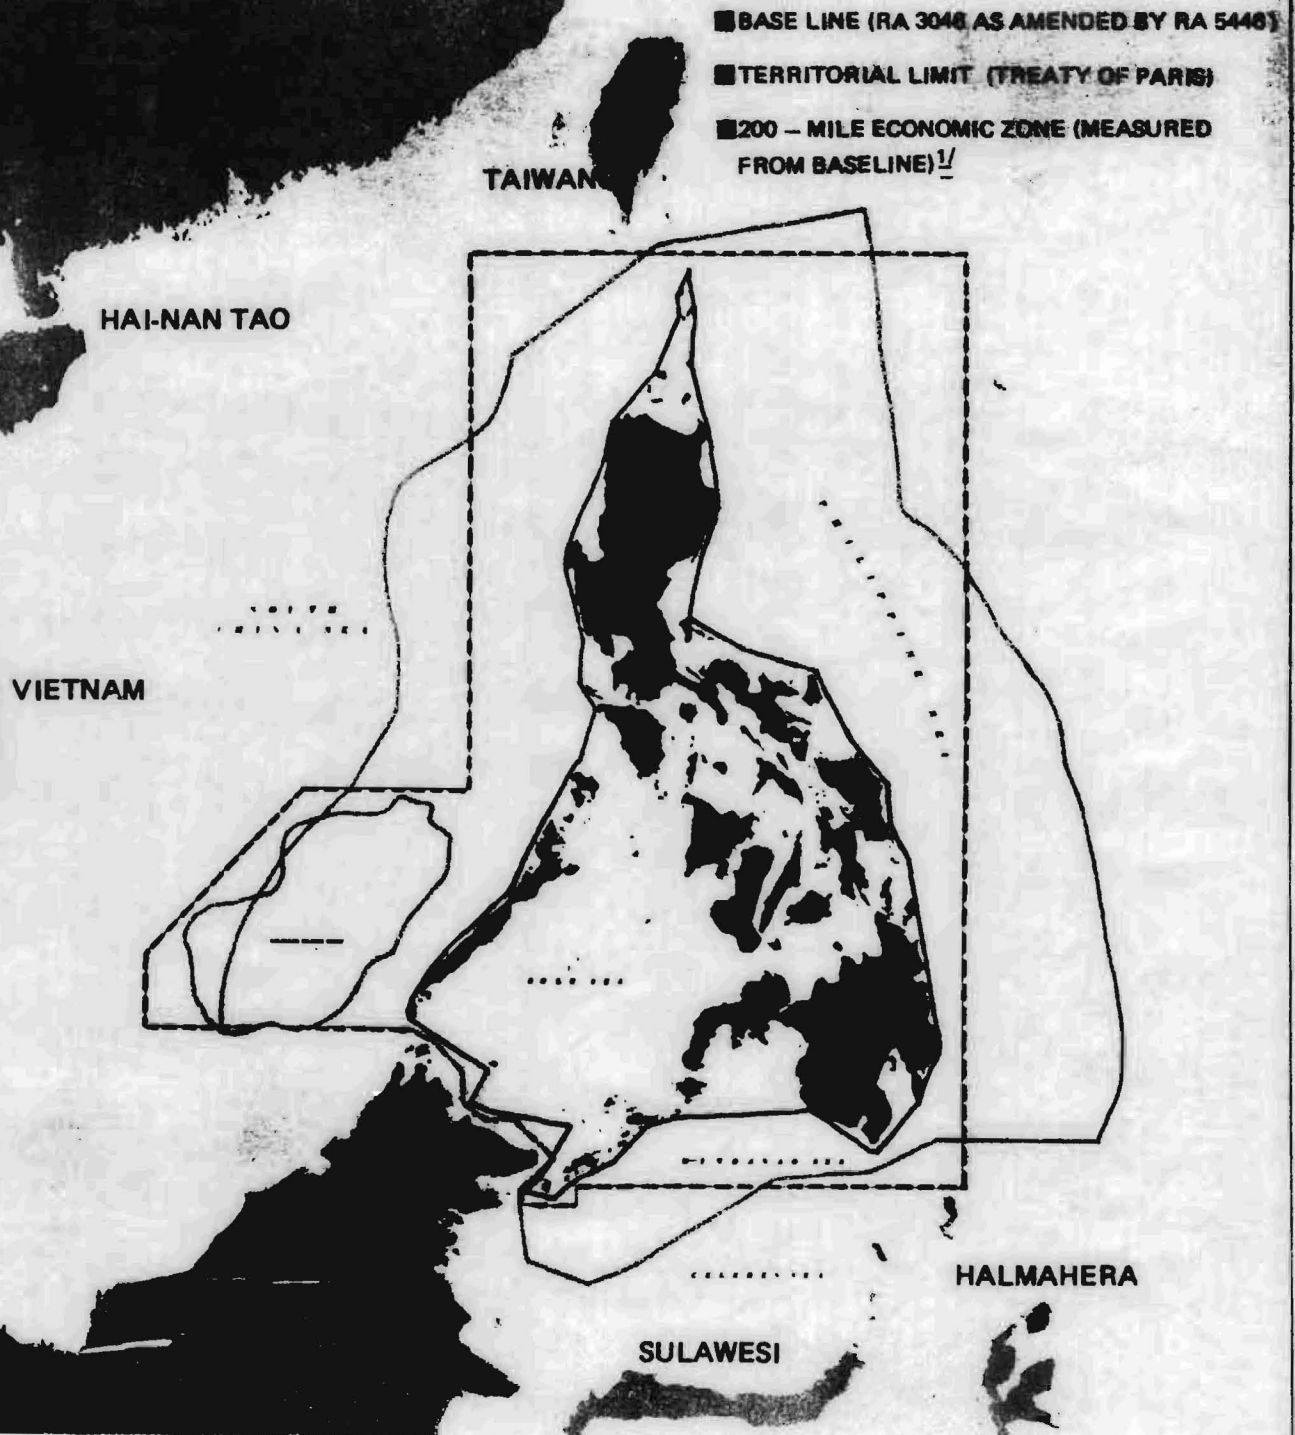 BASE LINE (RA 3046 AS AMENDED BY RA 5446)
TERRITORIAL LIMIT (TREATY OF PARIS)
200 – MILE ECONOMIC ZONE (MEASURED
FROM BASELINE) 1/
TAIWAN
HAI-NAN TAO
VIETNAM
HALMAHERA
SULAWESI